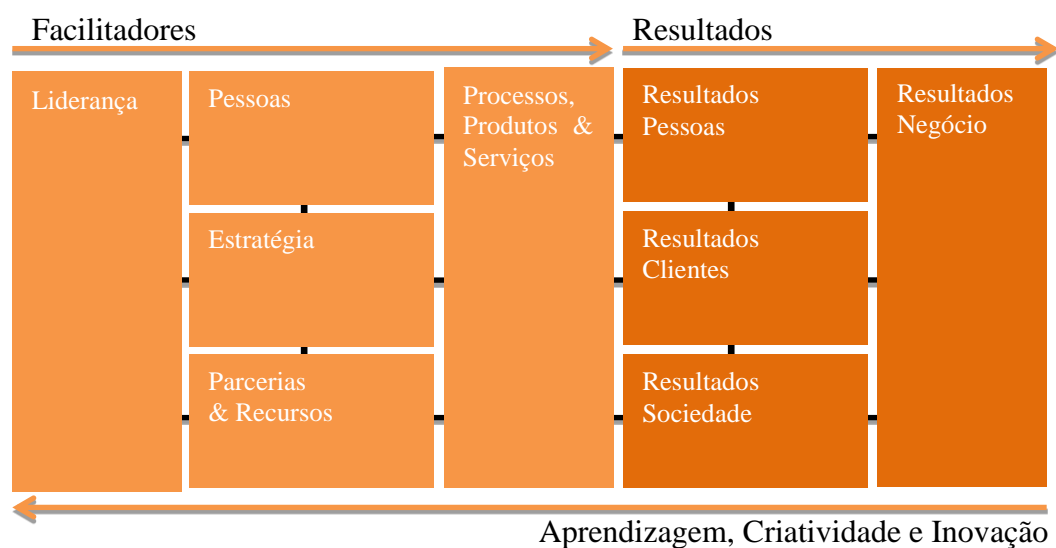 Facilitadores
Resultados
Liderança
Pessoas
Processos,
Produtos &
Serviços
Resultados
Pessoas
Resultados
Negócio
Estratégia
Resultados
Clientes
Parcerias
& Recursos
Resultados
Sociedade
Aprendizagem, Criatividade e Inovação